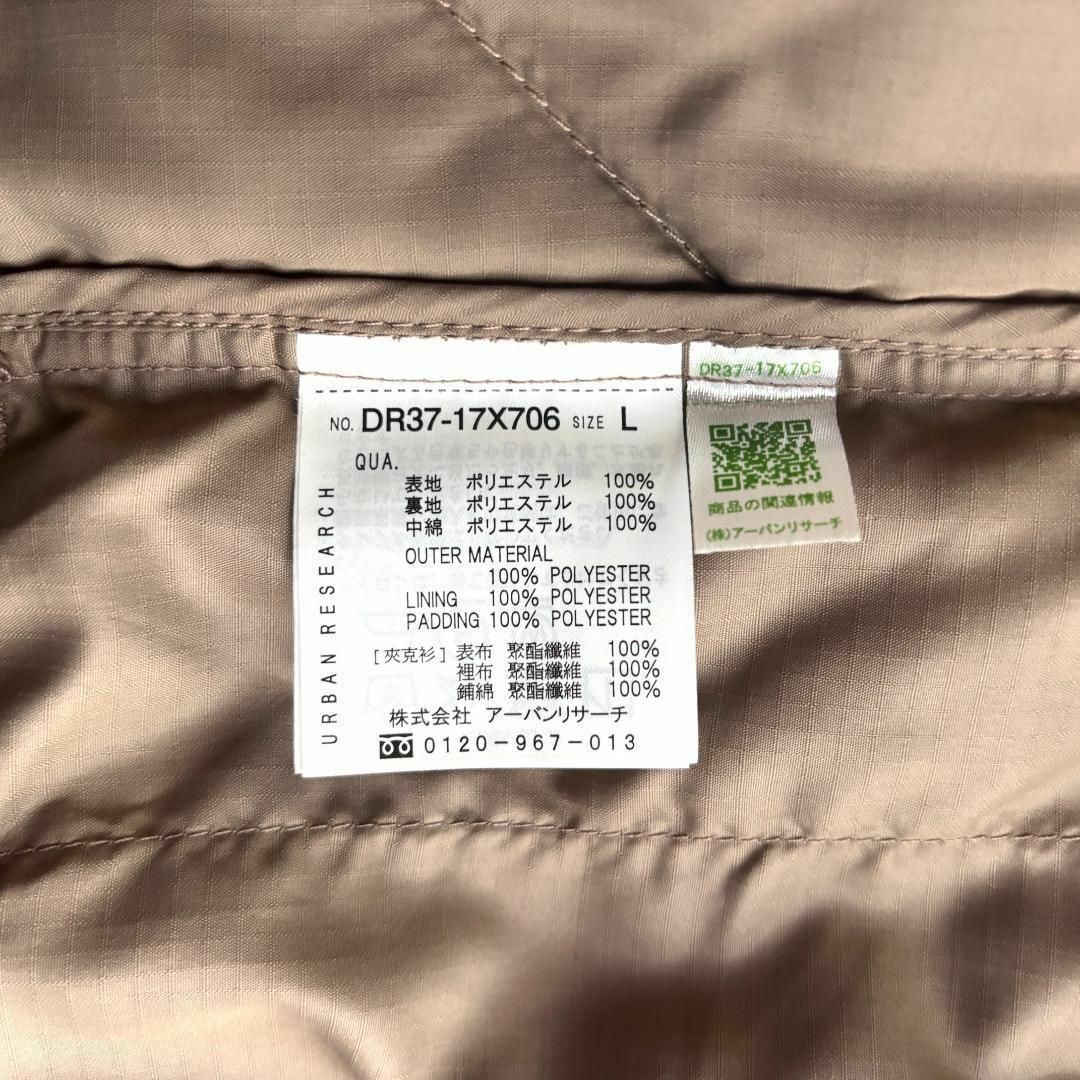 NO. DR37-17X706 SIZE L
QUA.
表地 ポリエステル 100%
裏地 ポリエステル 100%
中綿 ポリエステル 100%
OUTER MATERIAL
100% POLYESTER
LINING 100% POLYESTER
PADDING 100% POLYESTER
[夾克衫] 表布 聚酯纖維 100%
裡布 聚酯纖維 100%
鋪綿 聚酯纖維 100%
株式会社 アーバンリサーチ
0120-967-013
URBAN RESEARCH
DR37-17X706
商品の関連情報
(株)アーバンリサーチ